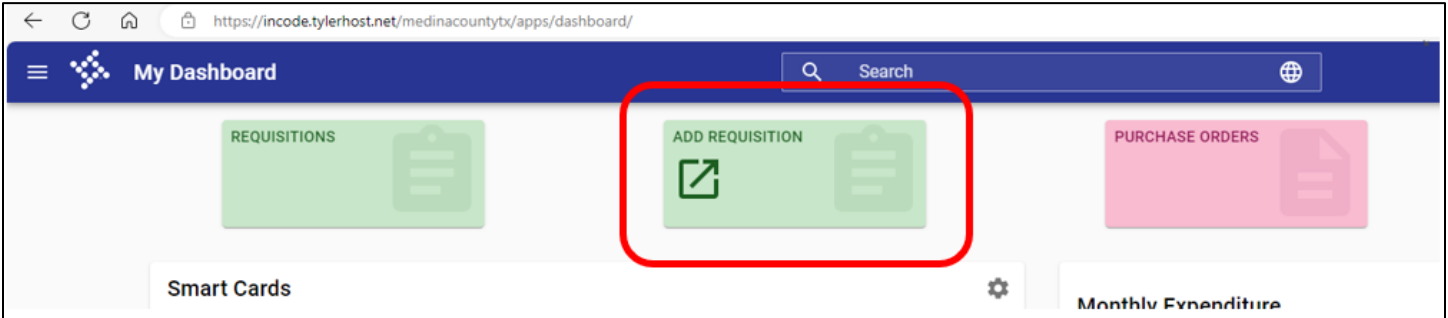 https://incode.tylerhost.net/medinacountytx/apps/dashboard/
My Dashboard
Search
REQUISITIONS
ADD REQUISITION
PURCHASE ORDERS
Smart Cards
Monthly Expenditure